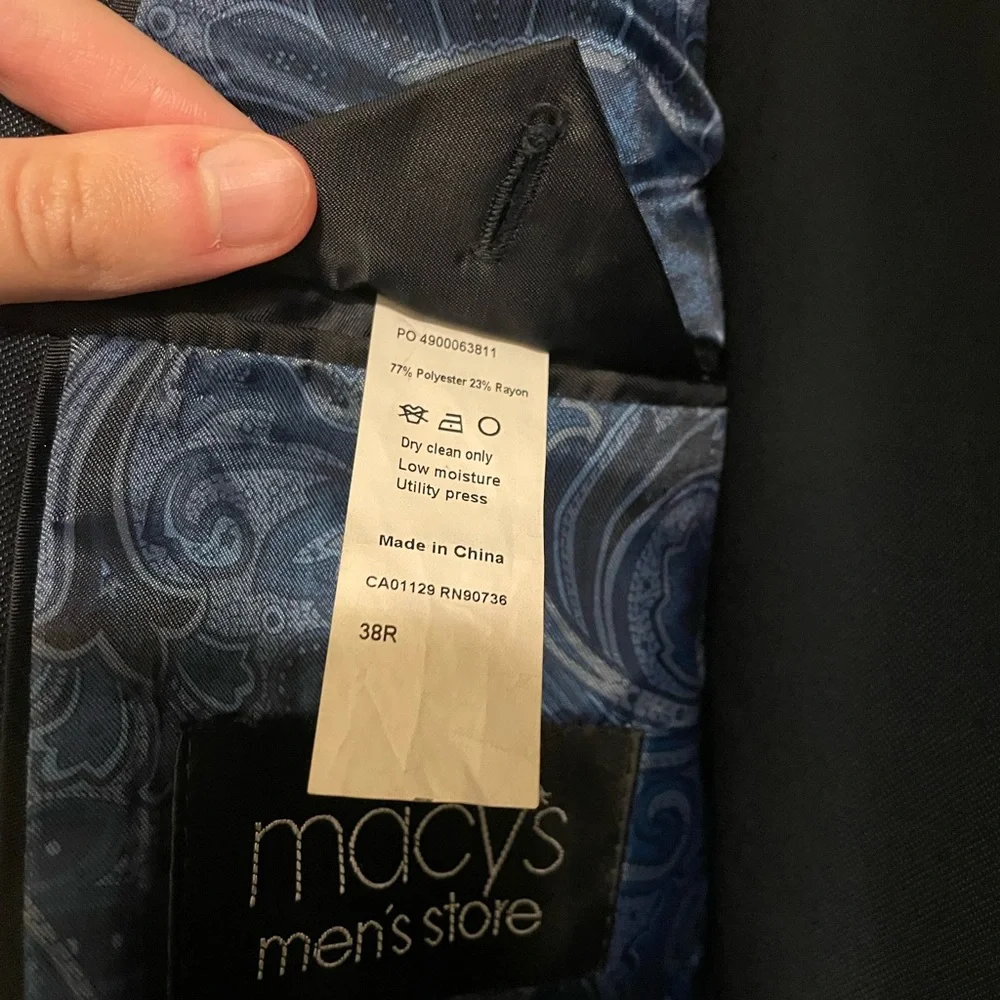 PO 4900063811
77% Polyester 23% Rayon
Dry clean only
Low moisture
Utility press
Made in China
CA01129 RN90736
38R
macy's
men's store